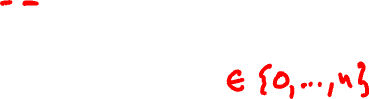 --
∈ {0,...,n}